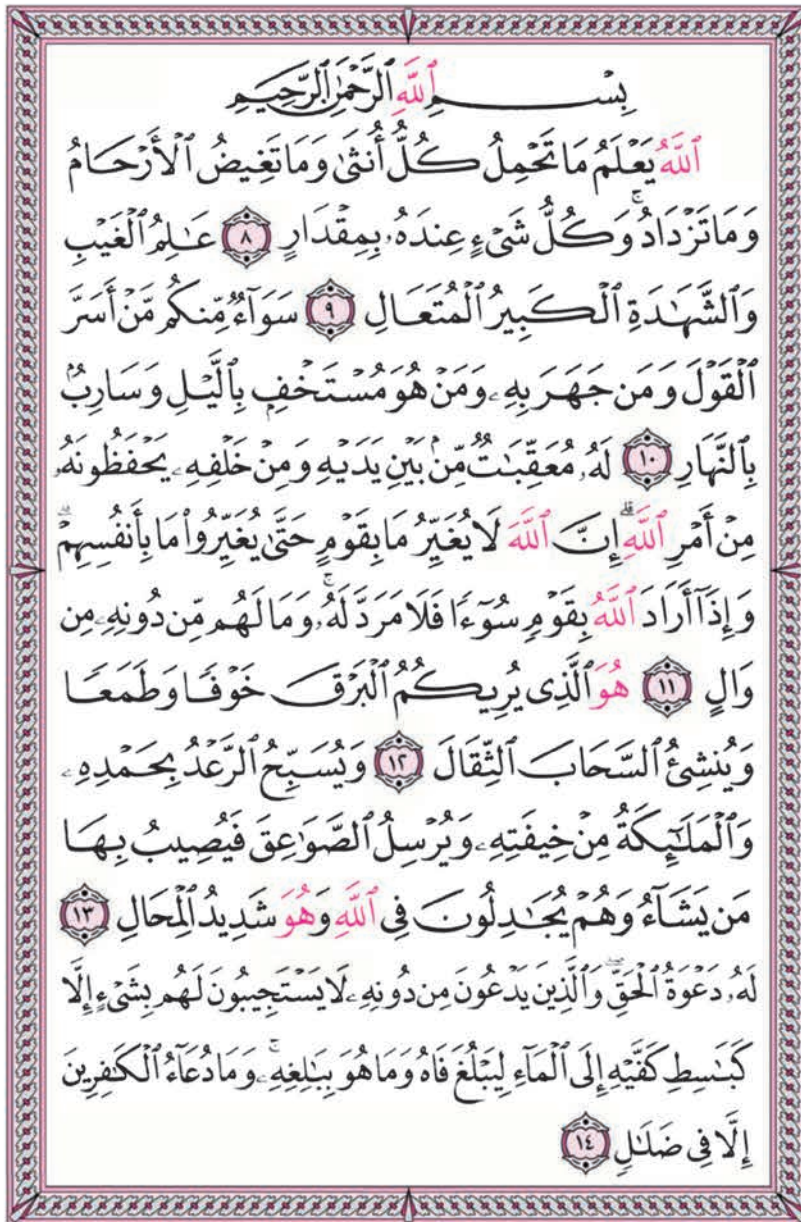 بِسْمِ ٱللَّهِ ٱلرَّحْمَٰنِ ٱلرَّحِيمِ
ٱللَّهُ يَعْلَمُ مَا تَحْمِلُ كُلُّ أُنثَىٰ وَمَا تَغِيضُ ٱلْأَرْحَامُ
وَمَا تَزْدَادُ ۚ وَكُلُّ شَىْءٍ عِندَهُۥ بِمِقْدَارٍ ٨ عَٰلِمُ ٱلْغَيْبِ
وَٱلشَّهَٰدَةِ ٱلْكَبِيرُ ٱلْمُتَعَالِ ٩ سَوَآءٌ مِّنكُم مَّنْ أَسَرَّ
ٱلْقَوْلَ وَمَن جَهَرَ بِهِۦ وَمَنْ هُوَ مُسْتَخْفٍۭ بِٱلَّيْلِ وَسَارِبٌۢ
بِٱلنَّهَارِ ١٠ لَهُۥ مُعَقِّبَٰتٌ مِّنۢ بَيْنِ يَدَيْهِ وَمِنْ خَلْفِهِۦ يَحْفَظُونَهُۥ
مِنْ أَمْرِ ٱللَّهِ ۗ إِنَّ ٱللَّهَ لَا يُغَيِّرُ مَا بِقَوْمٍ حَتَّىٰ يُغَيِّرُوا۟ مَا بِأَنفُسِهِمْ ۗ
وَإِذَآ أَرَادَ ٱللَّهُ بِقَوْمٍ سُوٓءًا فَلَا مَرَدَّ لَهُۥ ۚ وَمَا لَهُم مِّن دُونِهِۦ مِن
وَالٍ ١١ هُوَ ٱلَّذِى يُرِيكُمُ ٱلْبَرْقَ خَوْفًا وَطَمَعًا
وَيُنشِئُ ٱلسَّحَابَ ٱلثِّقَالَ ١٢ وَيُسَبِّحُ ٱلرَّعْدُ بِحَمْدِهِۦ
وَٱلْمَلَٰٓئِكَةُ مِنْ خِيفَتِهِۦ وَيُرْسِلُ ٱلصَّوَٰعِقَ فَيُصِيبُ بِهَا
مَن يَشَآءُ وَهُمْ يُجَٰدِلُونَ فِى ٱللَّهِ وَهُوَ شَدِيدُ ٱلْمِحَالِ ١٣
لَهُۥ دَعْوَةُ ٱلْحَقِّ ۖ وَٱلَّذِينَ يَدْعُونَ مِن دُونِهِۦ لَا يَسْتَجِيبُونَ لَهُم بِشَىْءٍ إِلَّا
كَبَٰسِطِ كَفَّيْهِ إِلَى ٱلْمَآءِ لِيَبْلُغَ فَاهُ وَمَا هُوَ بِبَٰلِغِهِۦ ۚ وَمَا دُعَآءُ ٱلْكَٰفِرِينَ
إِلَّا فِى ضَلَٰلٍ ١٤